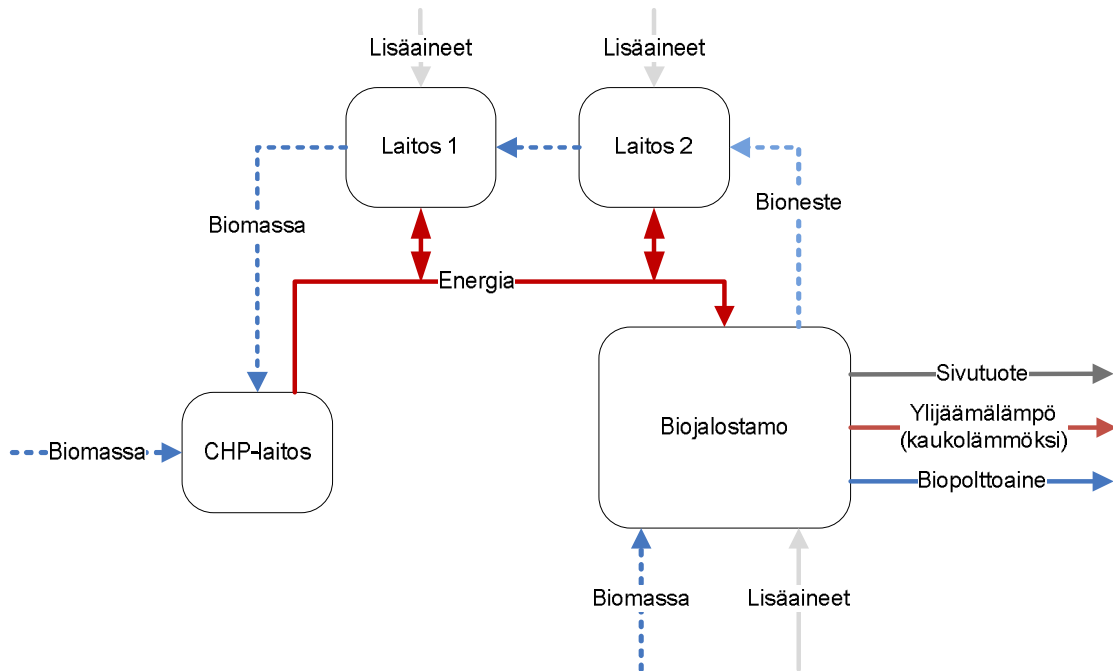 Lisäaineet
Lisäaineet
Laitos 1
Laitos 2
Biomassa
Bioneste
Energia
Sivutuote
Ylijäämälämpö
(kaukolämmöksi)
Biojalostamo
Biomassa
CHP-laitos
Biopolttoaine
Biomassa
Lisäaineet